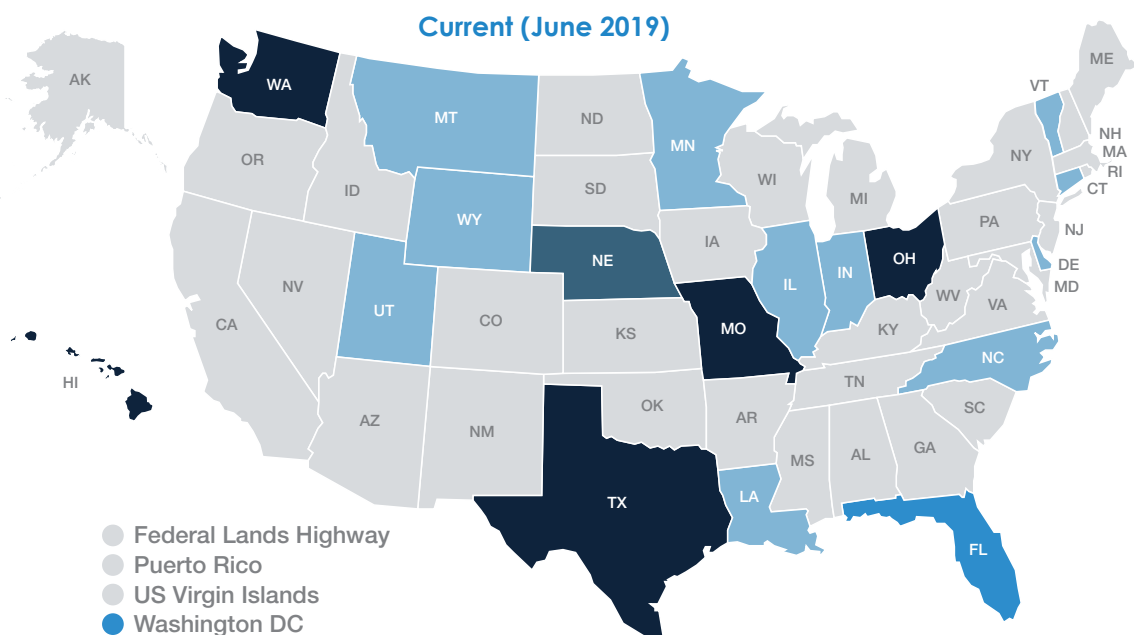 Current (June 2019)
AK
WA
MT
ND
MN
VT
ME
OR
ID
SD
WI
MI
NY
NH
MA
RI
CT
WY
IA
PA
NJ
NE
OH
DE
MD
NV
UT
CO
IL
IN
WV
VA
CA
KS
MO
KY
HI
NC
TN
AZ
NM
OK
AR
SC
MS
AL
GA
TX
LA
FL
Federal Lands Highway
Puerto Rico
US Virgin Islands
Washington DC